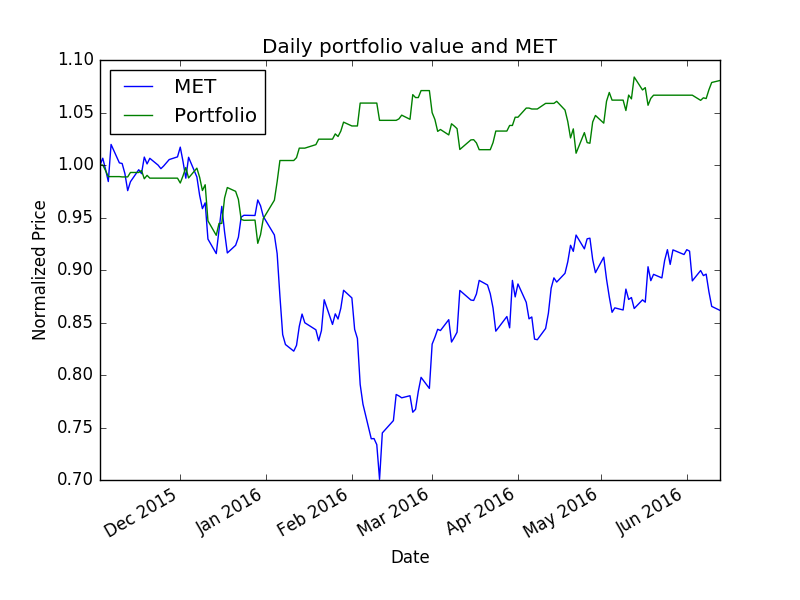 Daily portfolio value and MET
MET
Portfolio
1.10
1.05
1.00
0.95
0.90
0.85
0.80
0.75
0.70
Normalized Price
Dec 2015
Jan 2016
Feb 2016
Mar 2016
Apr 2016
May 2016
Jun 2016
Date